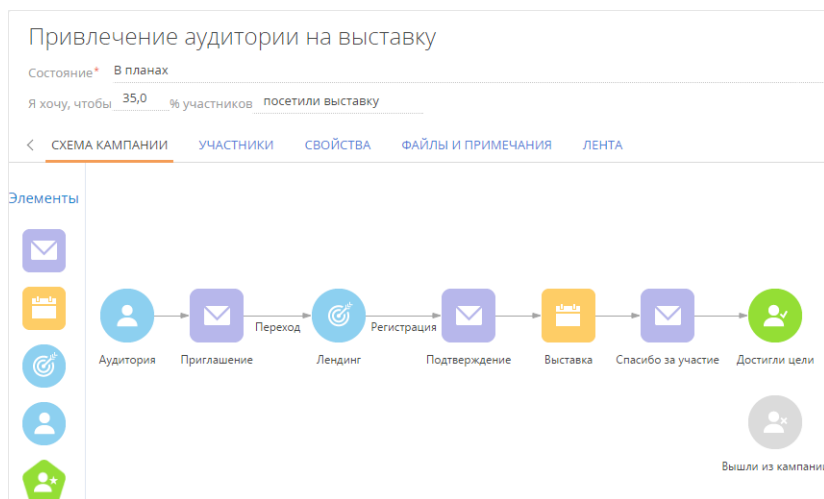 Привлечение аудитории на выставку
Состояние* В планах
Я хочу, чтобы 35,0 % участников посетили выставку
СХЕМА КАМПАНИИ УЧАСТНИКИ СВОЙСТВА ФАЙЛЫ И ПРИМЕЧАНИЯ ЛЕНТА
Элементы
Переход Регистрация
Аудитория Приглашение Лендинг Подтверждение Выставка Спасибо за участие Достигли цели
Вышли из кампании